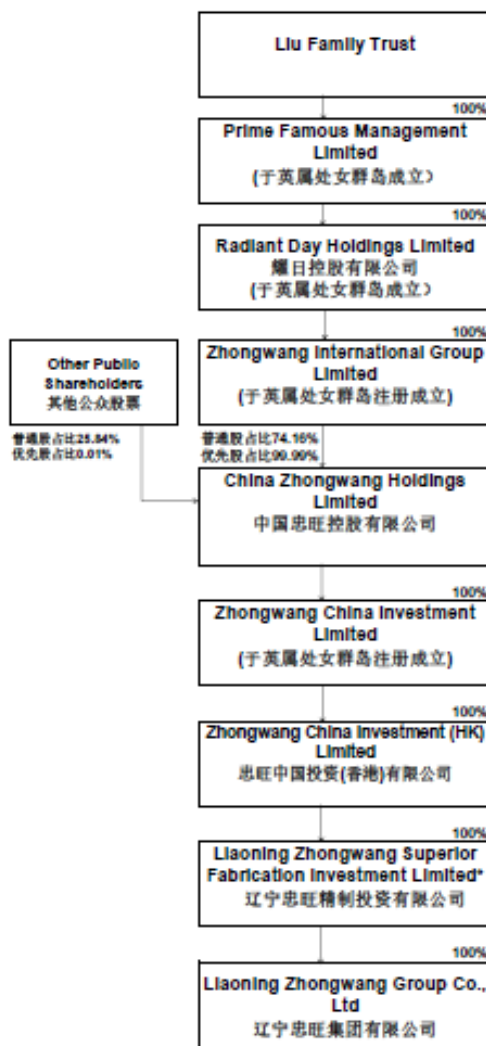 Liu Family Trust
100%
Prime Famous Management
Limited
(于英属处女群岛成立)
100%
Radiant Day Holdings Limited
耀日控股有限公司
(于英属处女群岛成立)
100%
Zhongwang International Group
Limited
(于英属处女群岛注册成立)
Other Public
Shareholders
其他公众股票
普通股占比25.84%
优先股占比0.01%
普通股占比74.16%
优先股占比99.99%
China Zhongwang Holdings
Limited
中国忠旺控股有限公司
100%
Zhongwang China Investment
Limited
(于英属处女群岛注册成立)
100%
Zhongwang China Investment (HK)
Limited
忠旺中国投资(香港)有限公司
100%
Liaoning Zhongwang Superior
Fabrication Investment Limited*
辽宁忠旺精制投资有限公司
100%
Liaoning Zhongwang Group Co.,
Ltd
辽宁忠旺集团有限公司